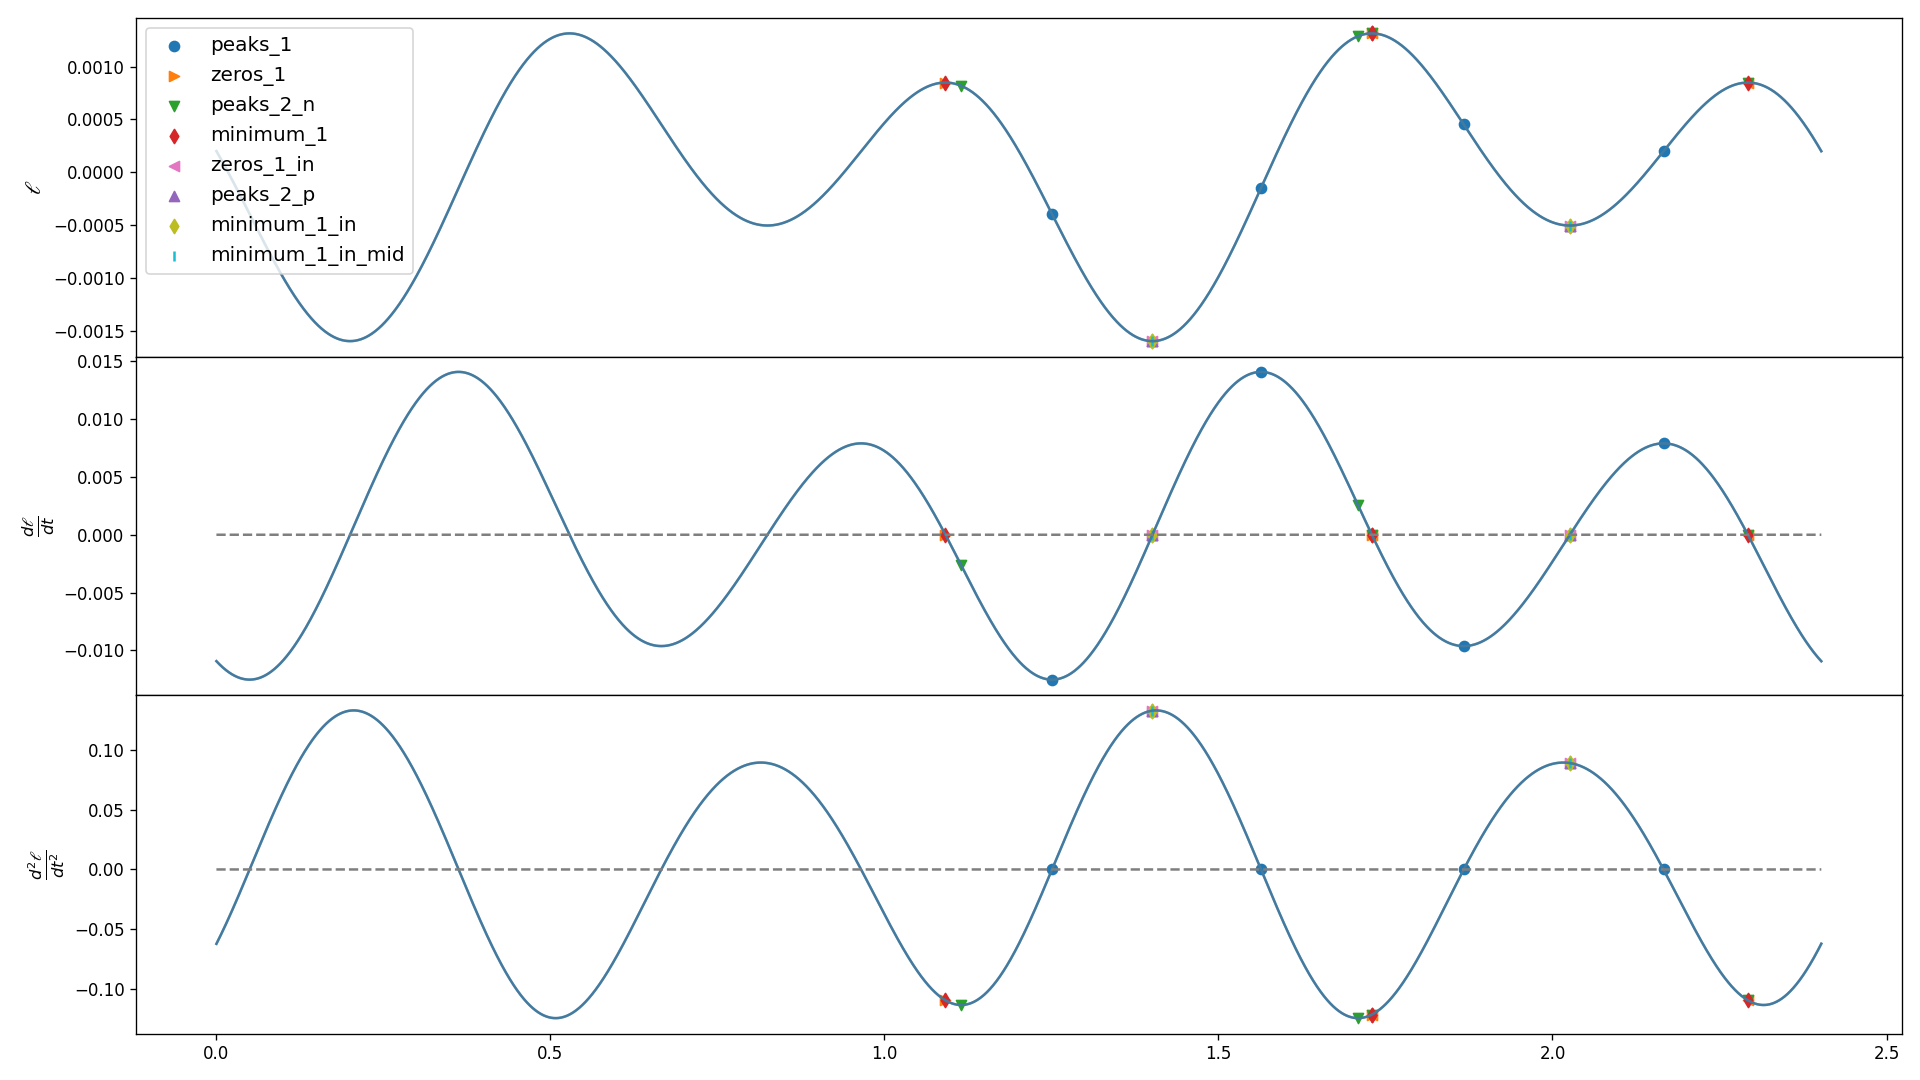 peaks_1
zeros_1
peaks_2_n
minimum_1
zeros_1_in
peaks_2_p
minimum_1_in
minimum_1_in_mid
0.0010
0.0005
0.0000
−0.0005
−0.0010
−0.0015
ℓ
0.015
0.010
0.005
0.000
−0.005
−0.010
dℓ
dt
0.10
0.05
0.00
−0.05
−0.10
d²ℓ
dt²
0.0 0.5 1.0 1.5 2.0 2.5